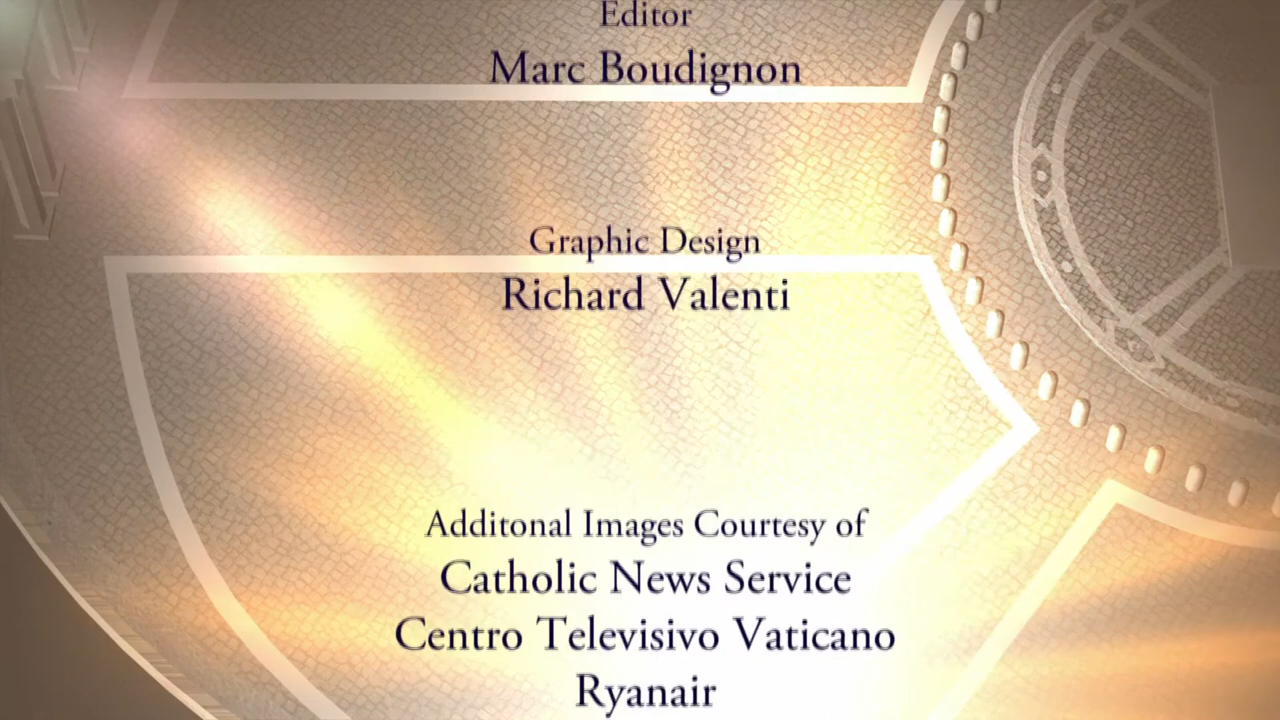 Editor
Marc Boudignon
Graphic Design
Richard Valenti
Additonal Images Courtesy of
Catholic News Service
Centro Televisivo Vaticano
Ryanair